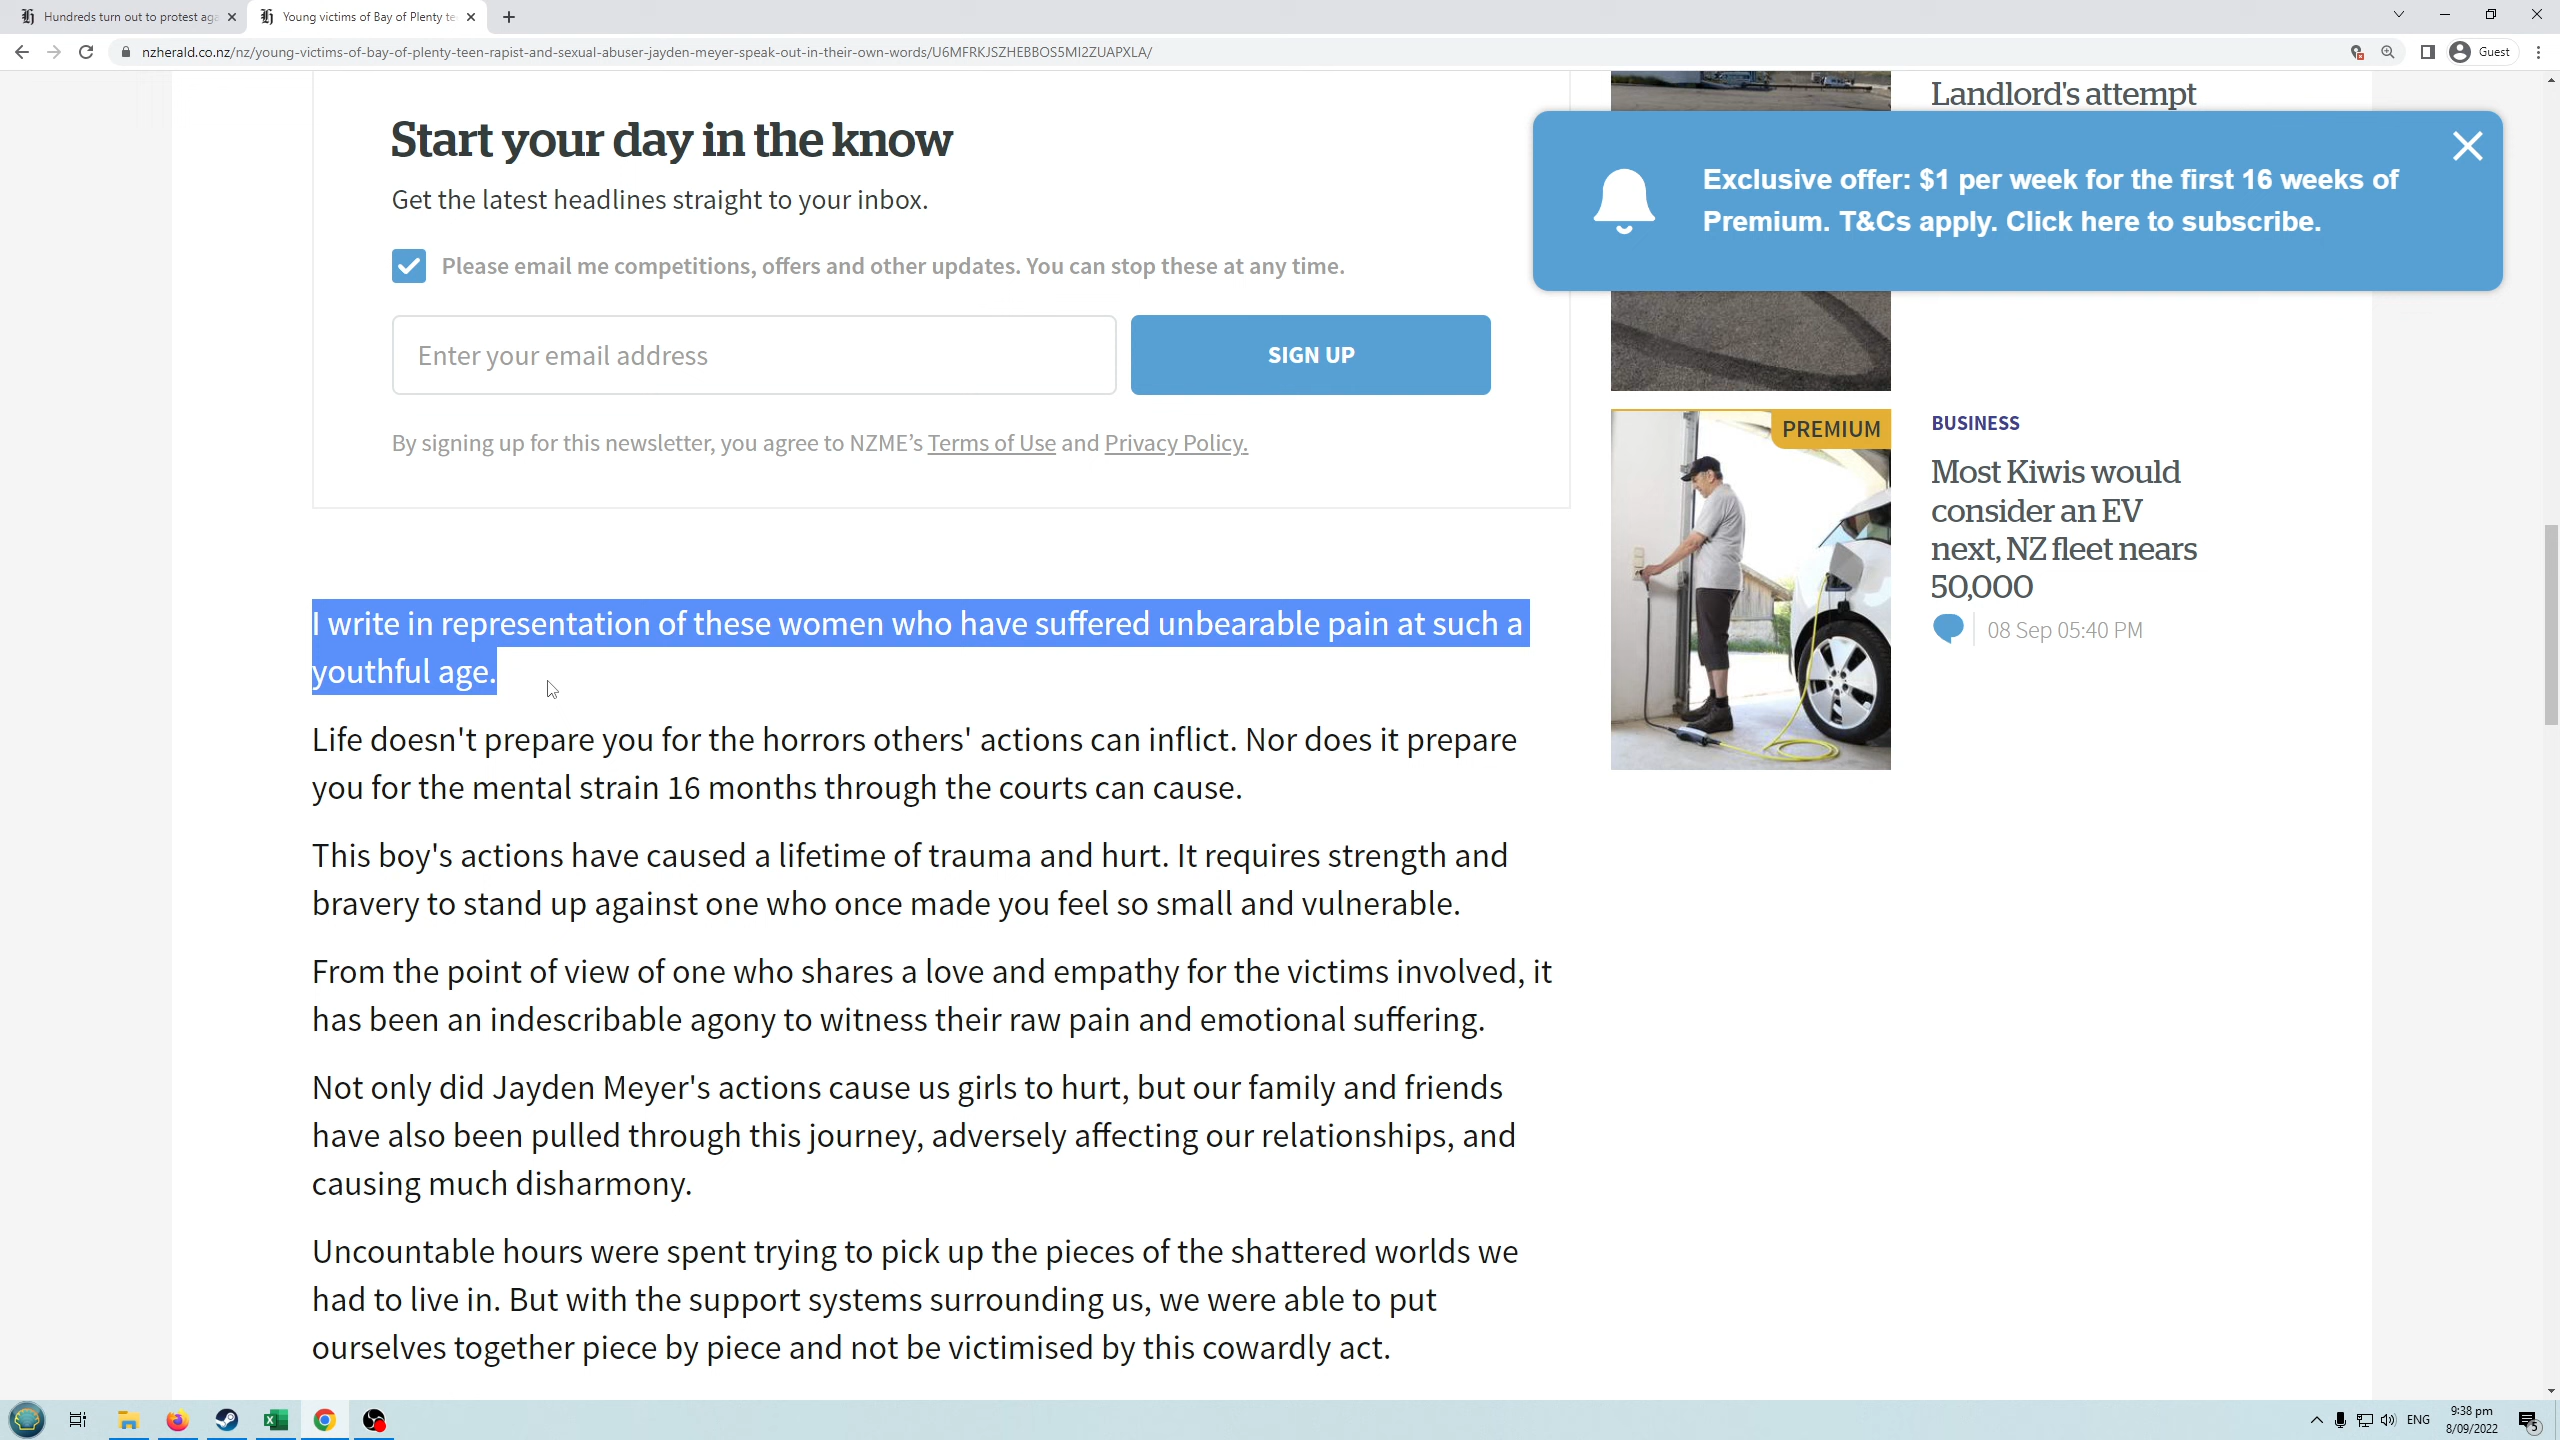 Hundreds turn out to protest aga
Young victims of Bay of Plenty te
nzherald.co.nz/nz/young-victims-of-bay-of-plenty-teen-rapist-and-sexual-abuser-jayden-meyer-speak-out-in-their-own-words/U6MFRKJSZHEBBOS5MI2ZUAPXLA/
Guest
Start your day in the know
Get the latest headlines straight to your inbox.
Please email me competitions, offers and other updates. You can stop these at any time.
Enter your email address
SIGN UP
By signing up for this newsletter, you agree to NZME’s Terms of Use and Privacy Policy.
Landlord's attempt
Exclusive offer: $1 per week for the first 16 weeks of
Premium. T&Cs apply. Click here to subscribe.
PREMIUM
BUSINESS
Most Kiwis would
consider an EV
next, NZ fleet nears
50,000
08 Sep 05:40 PM
I write in representation of these women who have suffered unbearable pain at such a
youthful age.
Life doesn't prepare you for the horrors others' actions can inflict. Nor does it prepare
you for the mental strain 16 months through the courts can cause.
This boy's actions have caused a lifetime of trauma and hurt. It requires strength and
bravery to stand up against one who once made you feel so small and vulnerable.
From the point of view of one who shares a love and empathy for the victims involved, it
has been an indescribable agony to witness their raw pain and emotional suffering.
Not only did Jayden Meyer's actions cause us girls to hurt, but our family and friends
have also been pulled through this journey, adversely affecting our relationships, and
causing much disharmony.
Uncountable hours were spent trying to pick up the pieces of the shattered worlds we
had to live in. But with the support systems surrounding us, we were able to put
ourselves together piece by piece and not be victimised by this cowardly act.
ENG
9:38 pm
8/09/2022
5